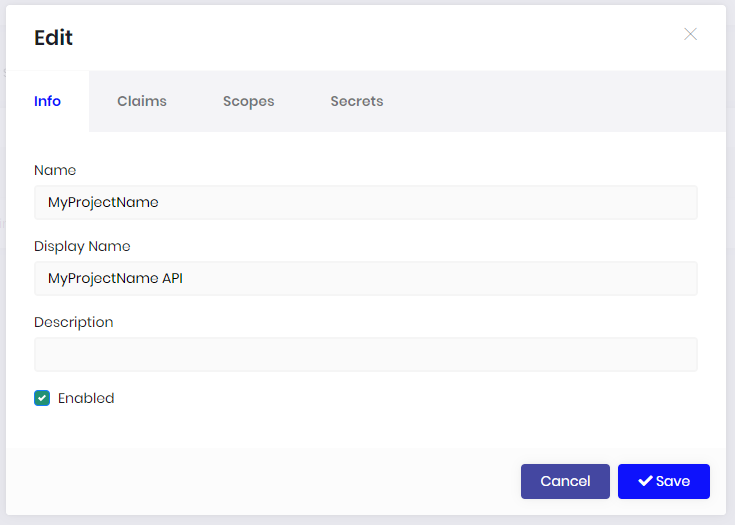 Edit
Info Claims Scopes Secrets
Name
MyProjectName
Display Name
MyProjectName API
Description
Enabled
Cancel Save